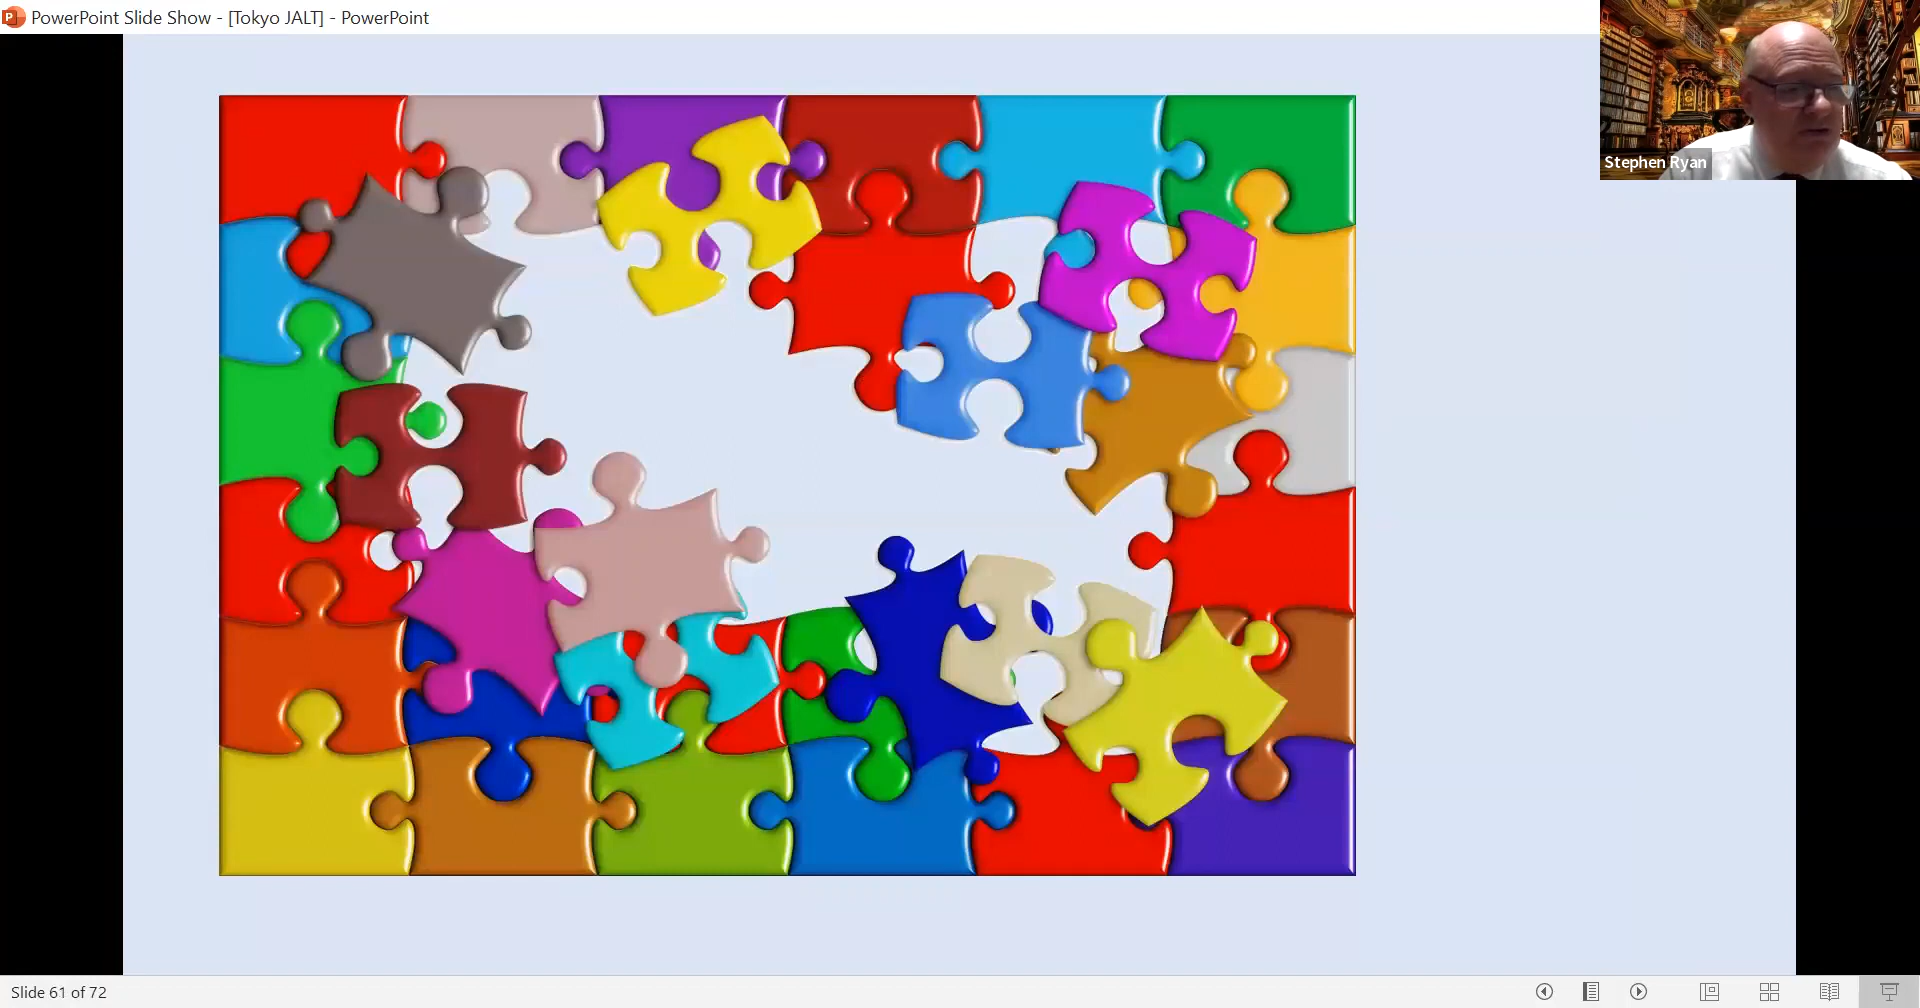 PowerPoint Slide Show - [Tokyo JALT] - PowerPoint
Stephen Ryan
Slide 61 of 72